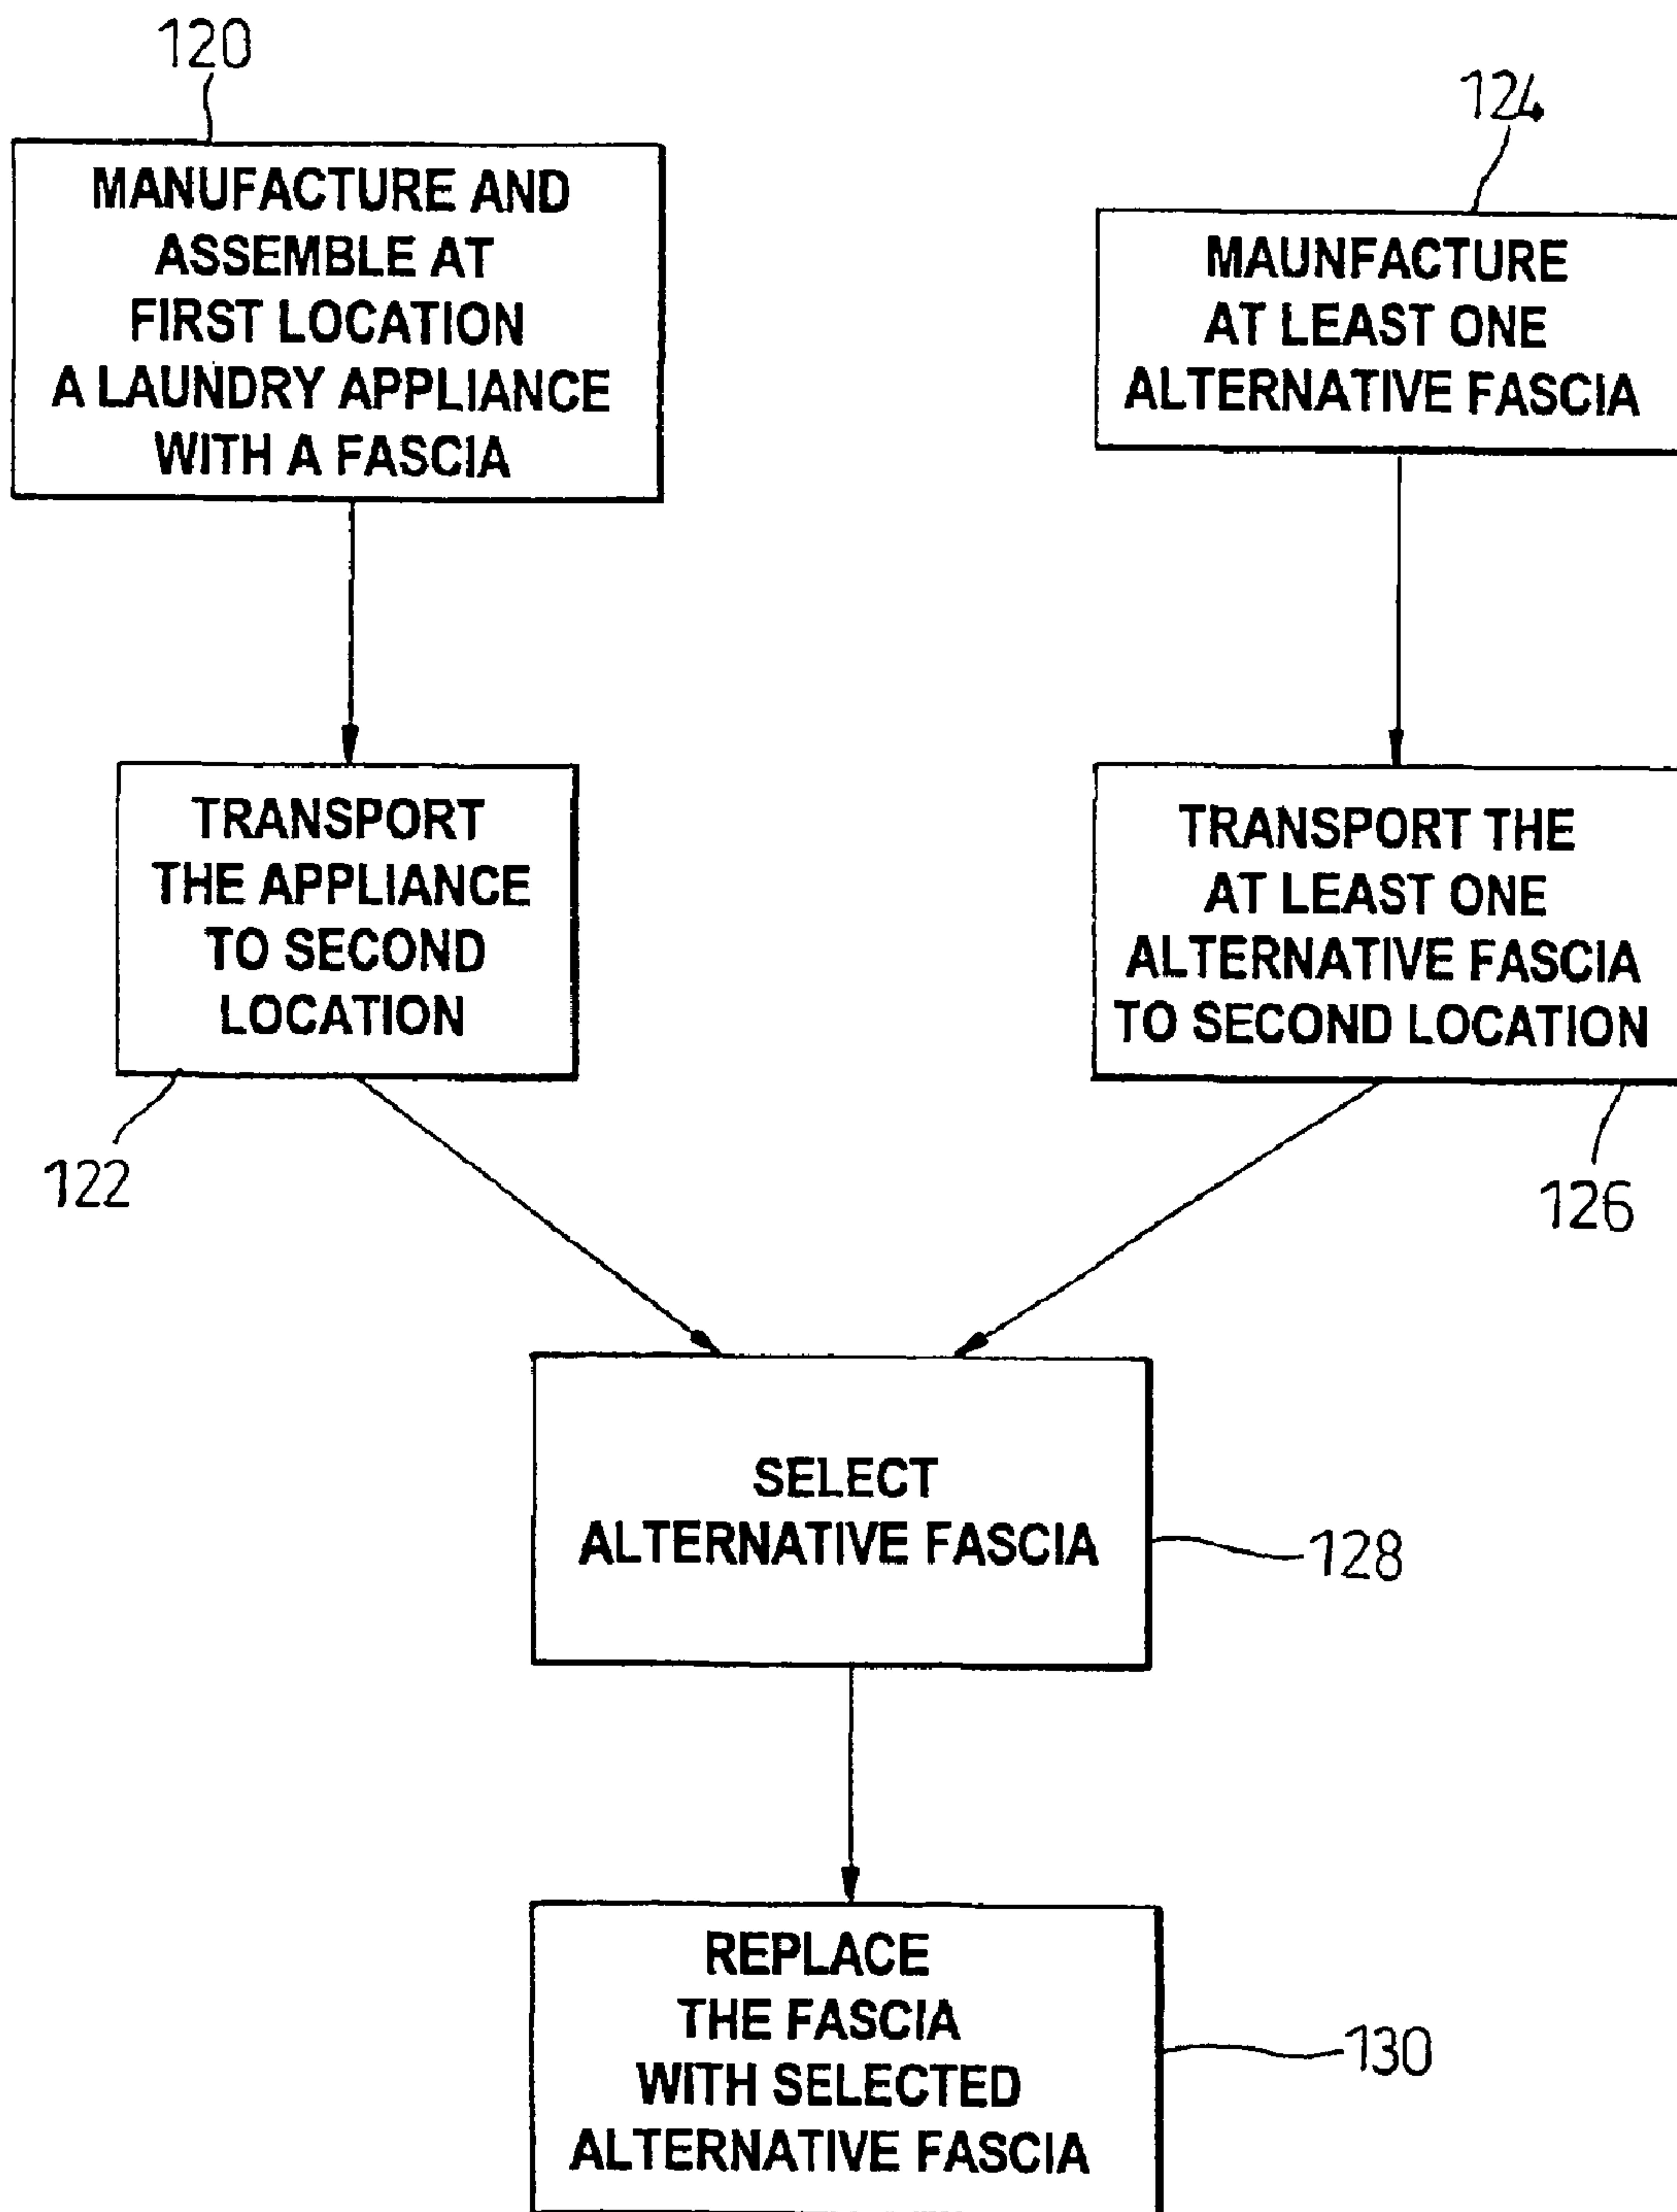 120
MANUFACTURE AND
ASSEMBLE AT
FIRST LOCATION
A LAUNDRY APPLIANCE
WITH A FASCIA
124
MAUNFACTURE
AT LEAST ONE
ALTERNATIVE FASCIA
TRANSPORT
THE APPLIANCE
TO SECOND
LOCATION
122
TRANSPORT THE
AT LEAST ONE
ALTERNATIVE FASCIA
TO SECOND LOCATION
126
SELECT
ALTERNATIVE FASCIA
128
REPLACE
THE FASCIA
WITH SELECTED
ALTERNATIVE FASCIA
130